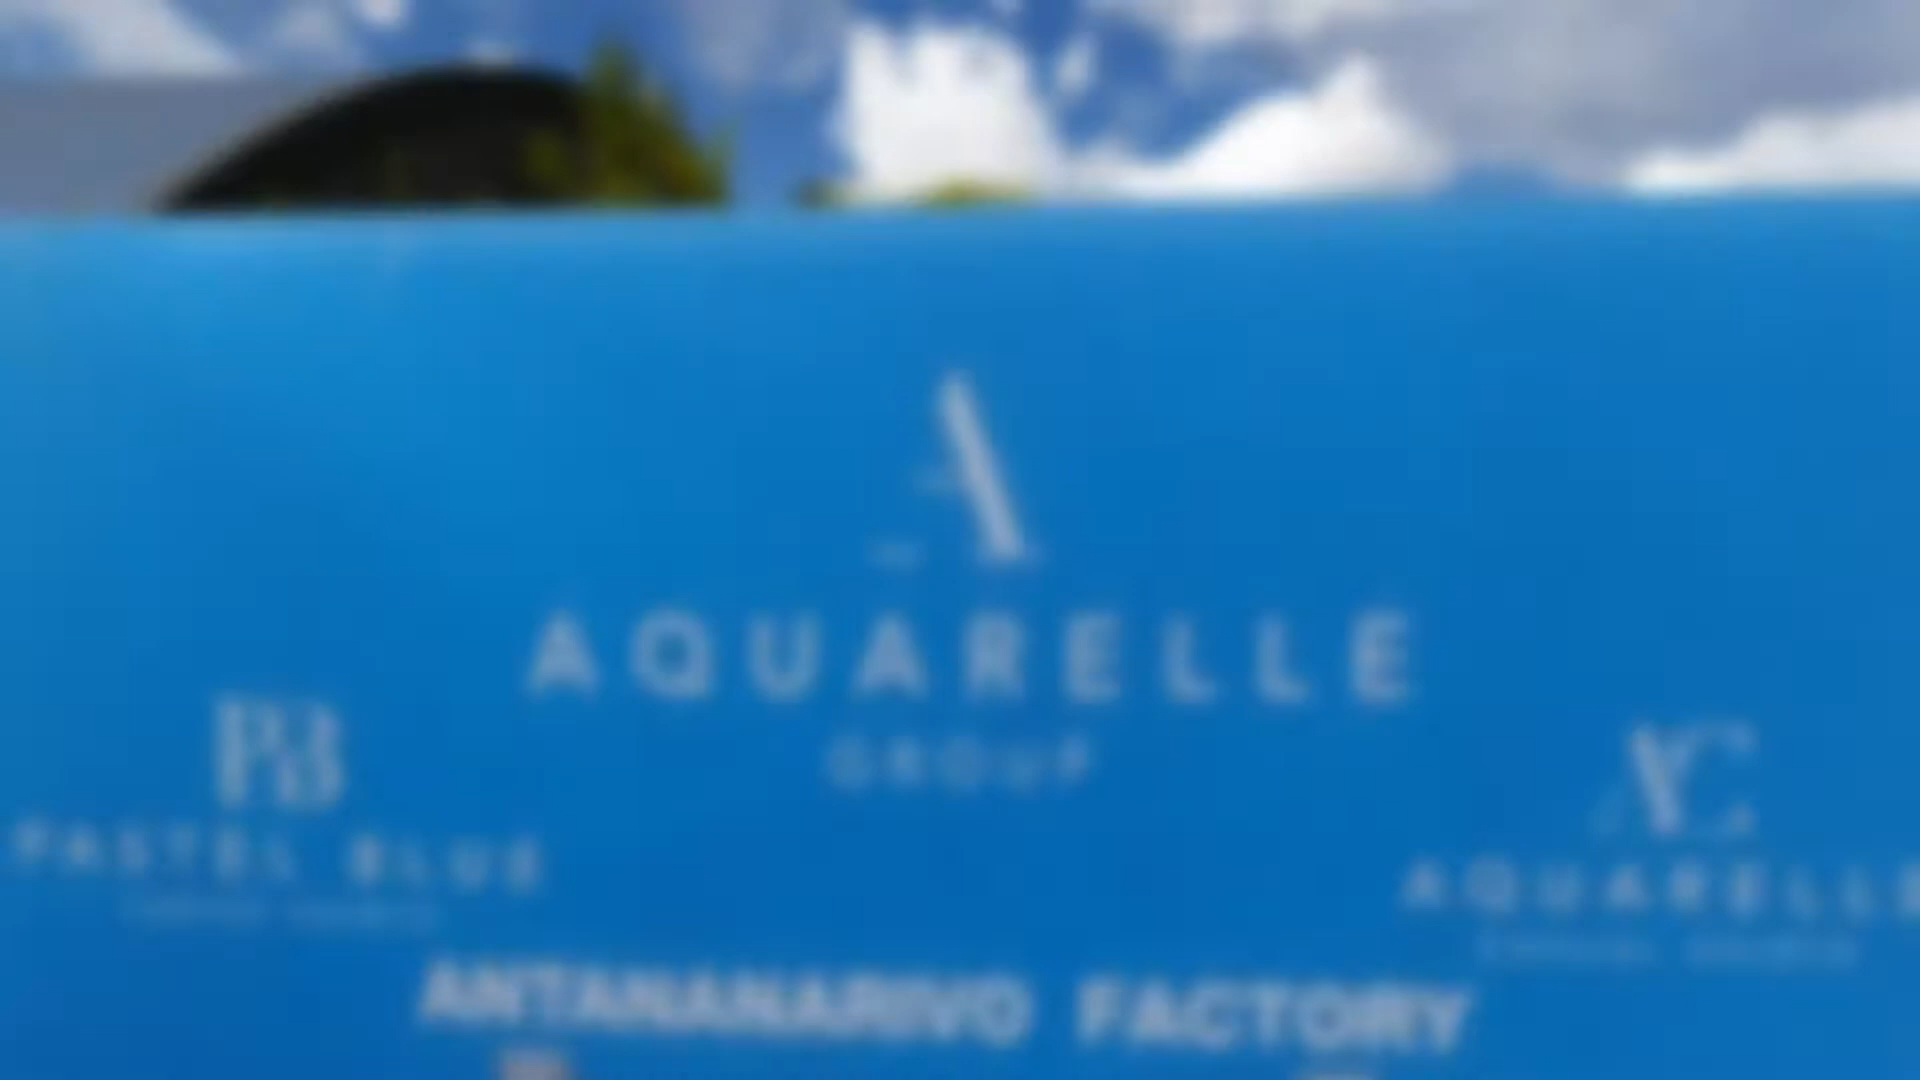 A
AQUARELLE
GROUP
PB
PASTEL BLUE
AC
AQUARELLE
ANTANANARIVO FACTORY